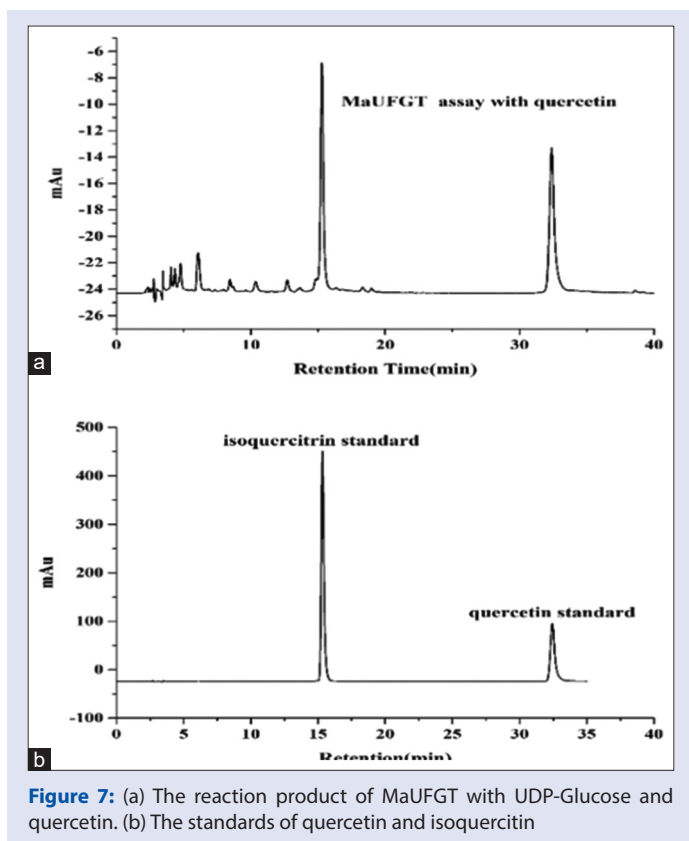 -6
-8
-10
-12
-14
-16
-18
-20
-22
-24
-26
mAu
MaUFGT assay with quercetin
0 10 20 30 40
Retention Time(min)
a
500
400
300
200
100
0
-100
mAu
isoquercitrin standard
quercetin standard
0 5 10 15 20 25 30 35 40
Retention(min)
b
Figure 7: (a) The reaction product of MaUFGT with UDP-Glucose and
quercetin. (b) The standards of quercetin and isoquercitin